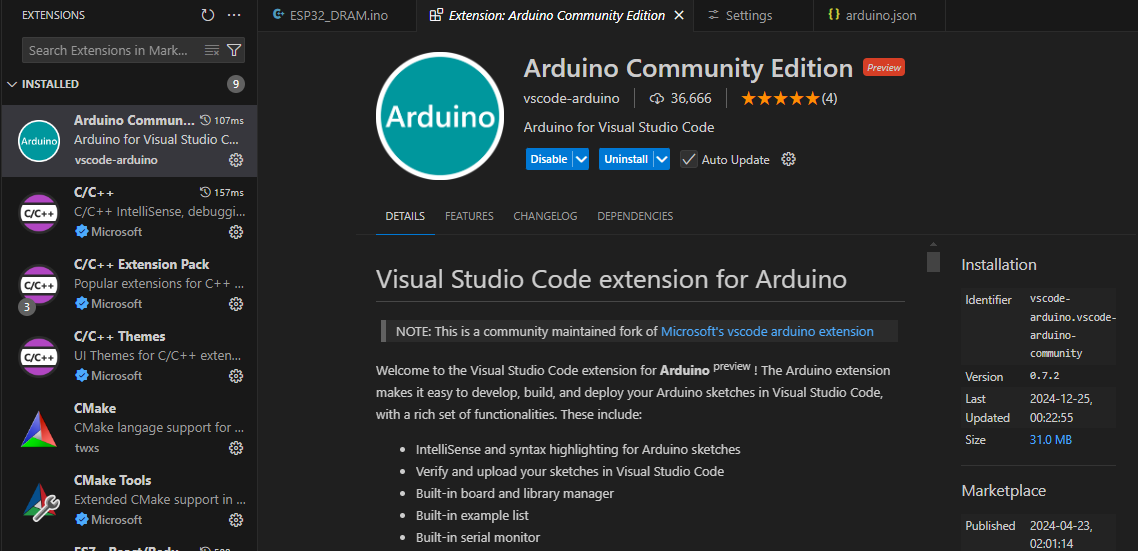 EXTENSIONS
Search Extensions in Mark...
INSTALLED
9
Arduino
Arduino Commun... 107ms
Arduino for Visual Studio C...
vscode-arduino
C/C++
C/C++ 157ms
C/C++ IntelliSense, debuggi...
Microsoft
C/C++
3
C/C++ Extension Pack
Popular extensions for C++ ...
Microsoft
C/C++
C/C++ Themes
UI Themes for C/C++ exten...
Microsoft
CMake
CMake langage support for ...
twxs
CMake Tools
Extended CMake support in ...
Microsoft
ESP32_DRAM.ino
Extension: Arduino Community Edition
Settings
{} arduino.json
Arduino
Arduino Community Edition Preview
vscode-arduino 36,666 (4)
Arduino for Visual Studio Code
Disable Uninstall Auto Update
DETAILS FEATURES CHANGELOG DEPENDENCIES
Visual Studio Code extension for Arduino
NOTE: This is a community maintained fork of Microsoft's vscode arduino extension
Welcome to the Visual Studio Code extension for Arduino preview ! The Arduino extension
makes it easy to develop, build, and deploy your Arduino sketches in Visual Studio Code,
with a rich set of functionalities. These include:
• IntelliSense and syntax highlighting for Arduino sketches
• Verify and upload your sketches in Visual Studio Code
• Built-in board and library manager
• Built-in example list
• Built-in serial monitor
Installation
Identifier vscode-
arduino.vscode-
arduino-
community
Version 0.7.2
Last 2024-12-25,
Updated 00:22:55
Size 31.0 MB
Marketplace
Published 2024-04-23,
02:01:14